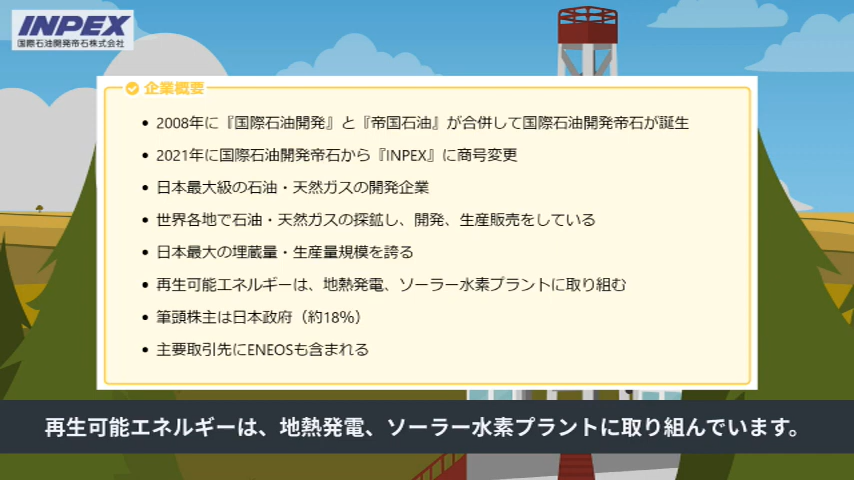 INPEX
国際石油開発帝石株式会社
企業概要
• 2008年に『国際石油開発』と『帝国石油』が合併して国際石油開発帝石が誕生
• 2021年に国際石油開発帝石から『INPEX』に商号変更
• 日本最大級の石油・天然ガスの開発企業
• 世界各地で石油・天然ガスの探鉱し、開発、生産販売をしている
• 日本最大の埋蔵量・生産量規模を誇る
• 再生可能エネルギーは、地熱発電、ソーラー水素プラントに取り組む
• 筆頭株主は日本政府（約18%）
• 主要取引先にENEOSも含まれる
再生可能エネルギーは、地熱発電、ソーラー水素プラントに取り組んでいます。